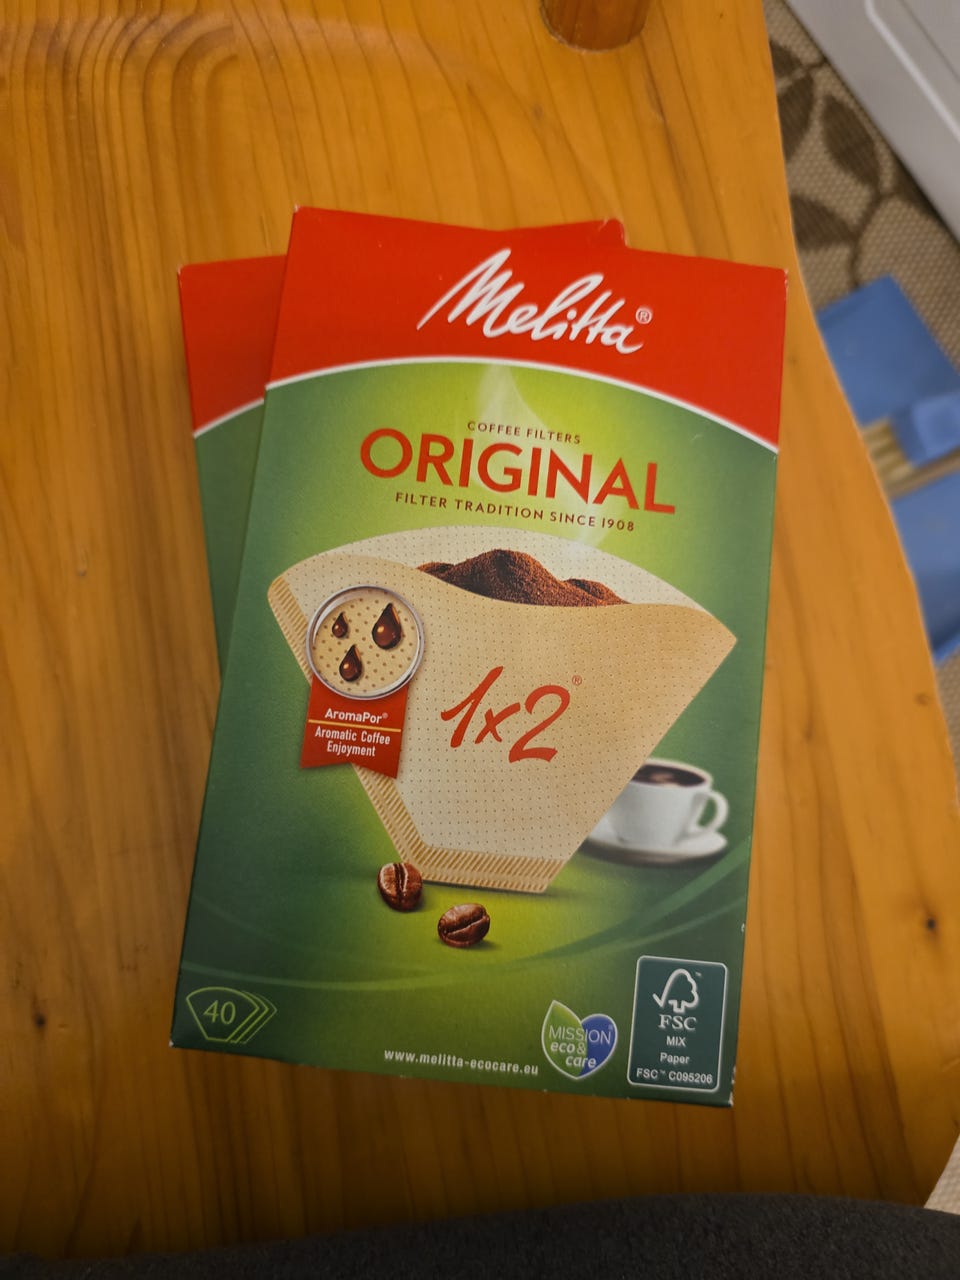 Melitta®
COFFEE FILTERS
ORIGINAL
FILTER TRADITION SINCE 1908
AromaPor®
Aromatic Coffee
Enjoyment
1x2®
40
www.melitta-ecocare.eu
MISSION®
eco&
care
™
FSC
MIX
Paper
FSC™ C095206